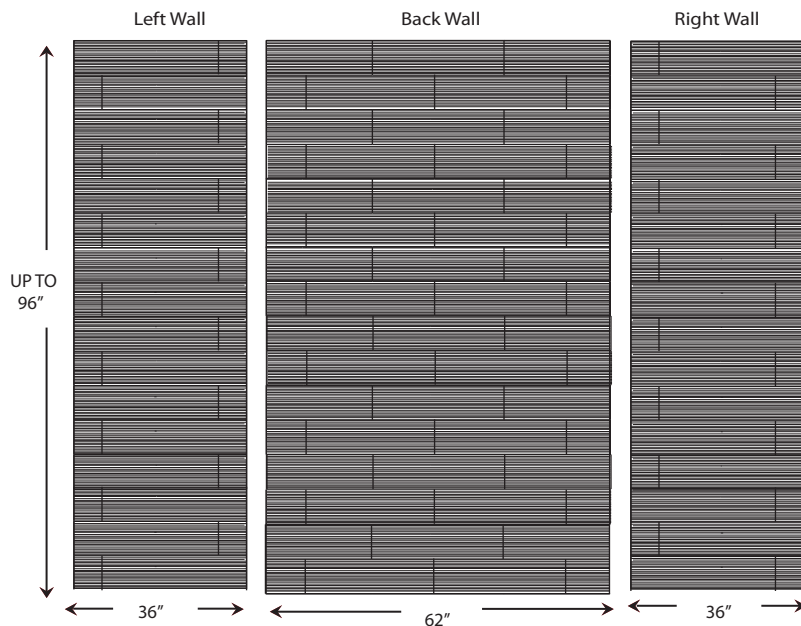 Left Wall
Back Wall
Right Wall
UP TO
96”
36”
62”
36”